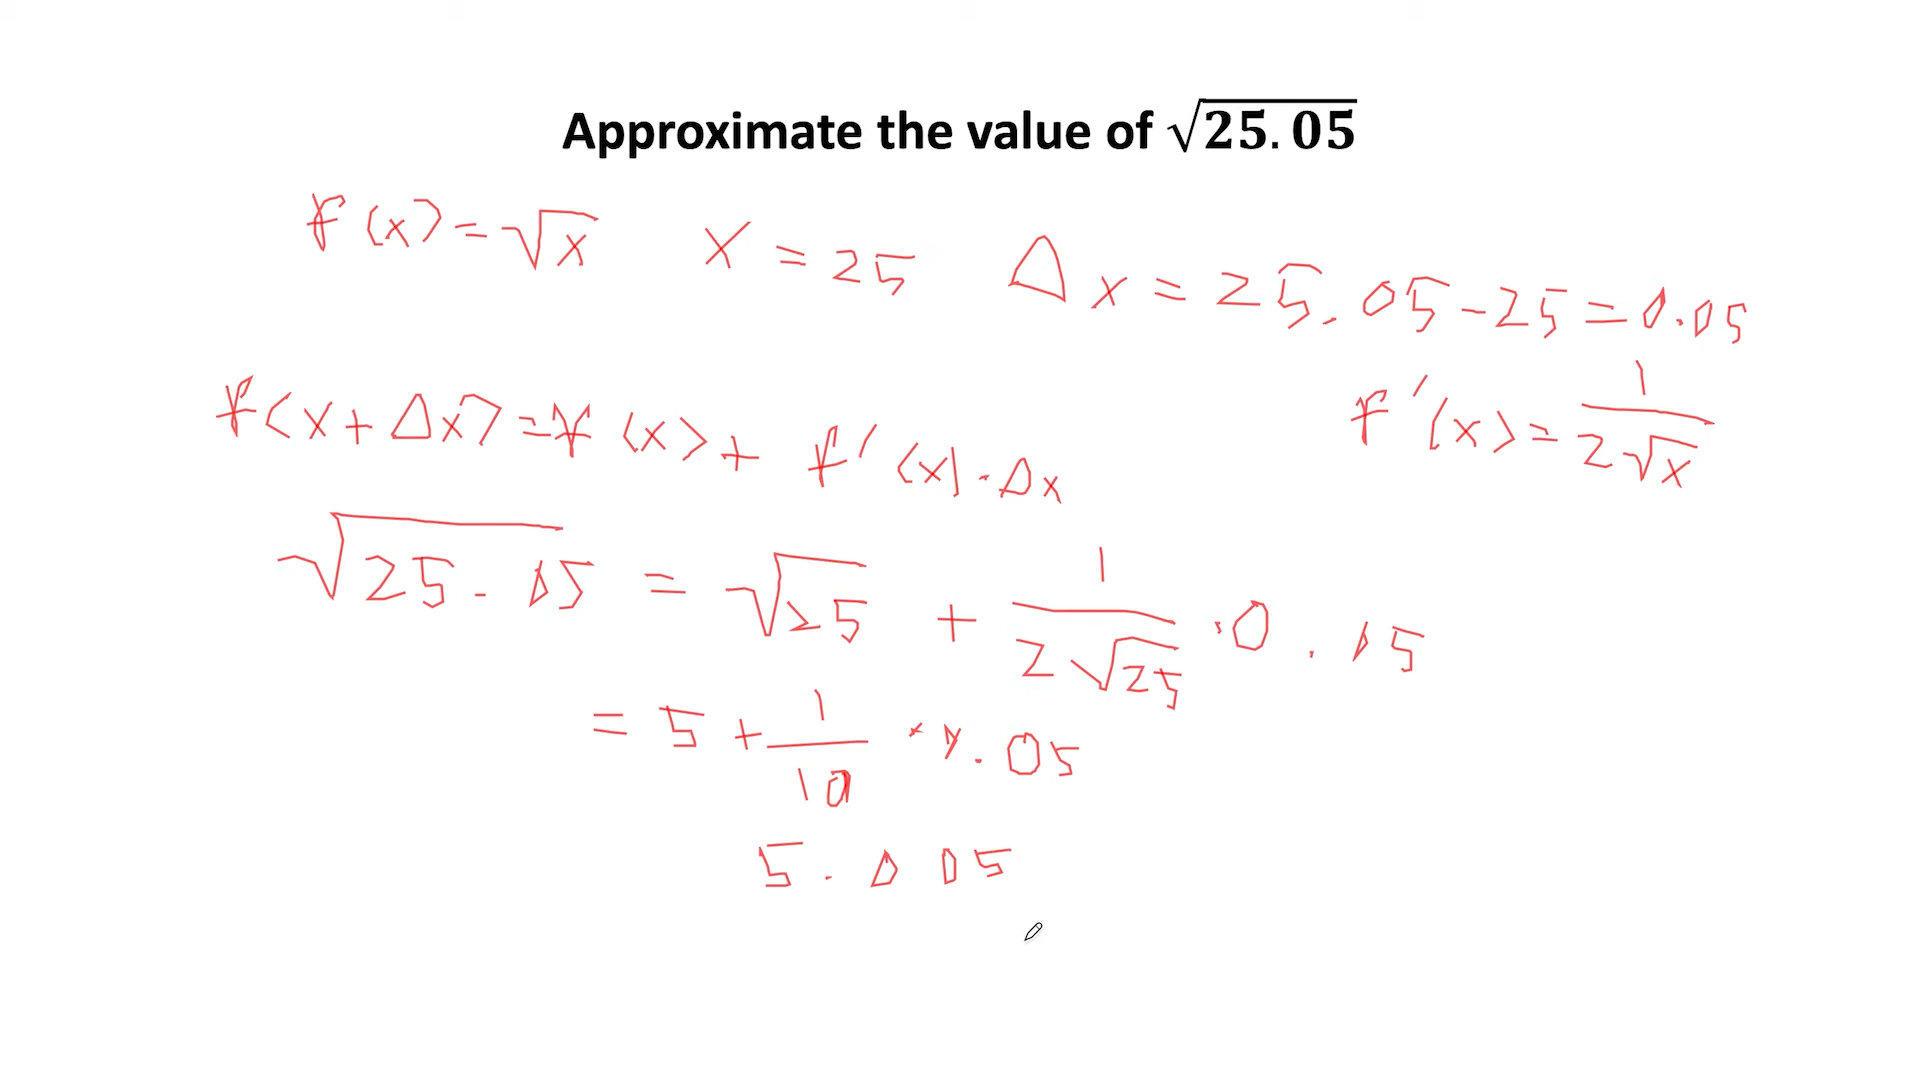 Approximate the value of √25.05
f(x) = √x   x = 25   Δx = 25.05 - 25 = 0.05
f'(x) = 1/(2√x)
f(x + Δx) = f(x) + f'(x) · Δx
√25.05 = √25 + 1/(2√25) · 0.05
= 5 + 1/10 · 0.05
5.005